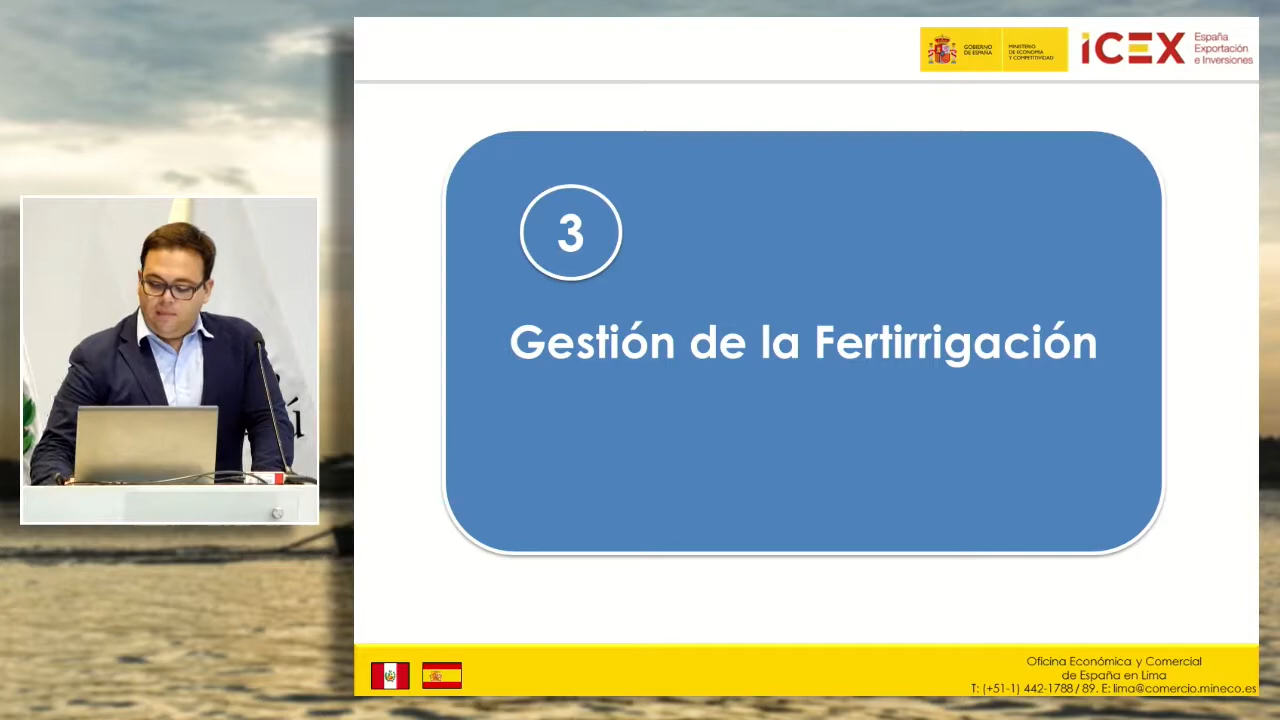 GOBIERNO
DE ESPAÑA
MINISTERIO
DE ECONOMÍA
Y COMPETITIVIDAD
iCEX
España
Exportación
e Inversiones
3
Gestión de la Fertirrigación
ú
Oficina Económica y Comercial
de España en Lima
T: (+51-1) 442-1788 / 89. E: lima@comercio.mineco.es